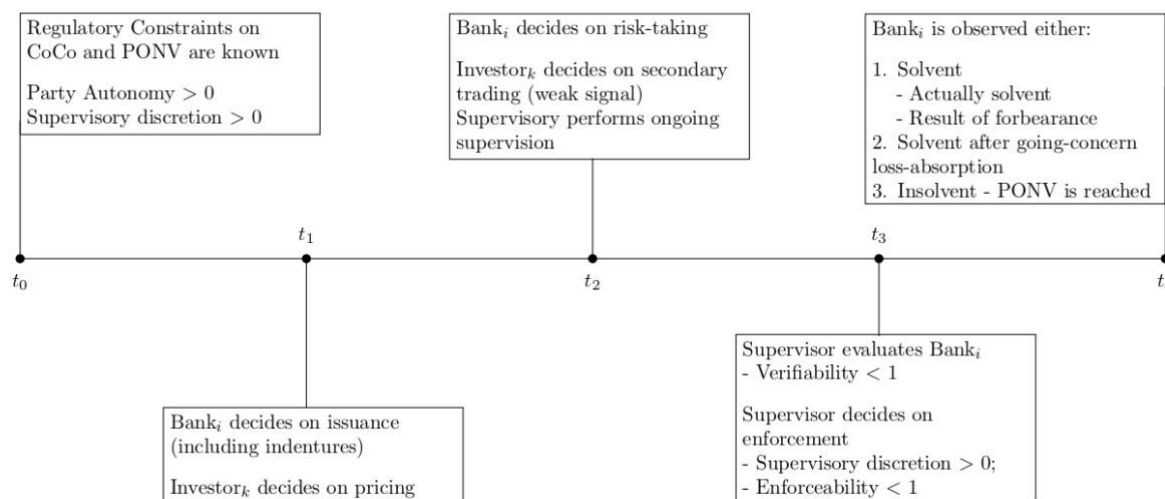 Regulatory Constraints on
CoCo and PONV are known
Party Autonomy > 0
Supervisory discretion > 0
Bank_i decides on risk-taking
Investor_k decides on secondary
trading (weak signal)
Supervisory performs ongoing
supervision
Bank_i is observed either:
1. Solvent
- Actually solvent
- Result of forbearance
2. Solvent after going-concern
loss-absorption
3. Insolvent - PONV is reached
t_1
t_3
t_0
t_2
t
Bank_i decides on issuance
(including indentures)
Investor_k decides on pricing
Supervisor evaluates Bank_i
- Verifiability < 1
Supervisor decides on
enforcement
- Supervisory discretion > 0;
- Enforceability < 1